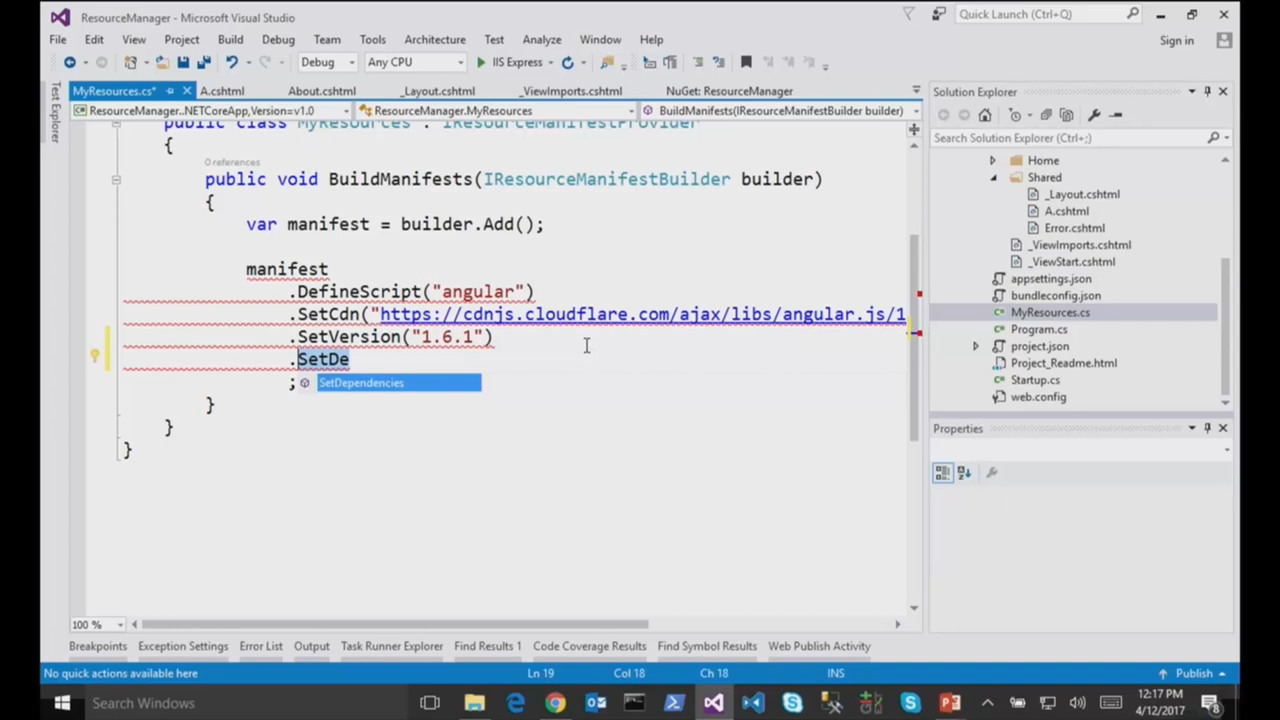 ResourceManager - Microsoft Visual Studio
Quick Launch (Ctrl+Q)
File Edit View Project Build Debug Team Tools Architecture Test Analyze Window Help
Sign in
Debug Any CPU IIS Express
Test Explorer
MyResources.cs* A.cshtml About.cshtml _Layout.cshtml _ViewImports.cshtml NuGet: ResourceManager
ResourceManager..NETCoreApp,Version=v1.0 ResourceManager.MyResources BuildManifests(IResourceManifestBuilder builder)
public class MyResources : IResourceManifestProvider
{
0 references
public void BuildManifests(IResourceManifestBuilder builder)
{
var manifest = builder.Add();
manifest
.DefineScript("angular")
.SetCdn("https://cdnjs.cloudflare.com/ajax/libs/angular.js/1
.SetVersion("1.6.1")
.SetDe
; SetDependencies
}
}
}
100 %
Solution Explorer
Search Solution Explorer (Ctrl+;)
Home
Shared
_Layout.cshtml
A.cshtml
Error.cshtml
_ViewImports.cshtml
_ViewStart.cshtml
appsettings.json
bundleconfig.json
MyResources.cs
Program.cs
project.json
Project_Readme.html
Startup.cs
web.config
Properties
Breakpoints Exception Settings Error List Output Task Runner Explorer Find Results 1 Code Coverage Results Find Symbol Results Web Publish Activity
No quick actions available here Ln 19 Col 18 Ch 18 INS Publish
Search Windows
12:17 PM
4/12/2017
8